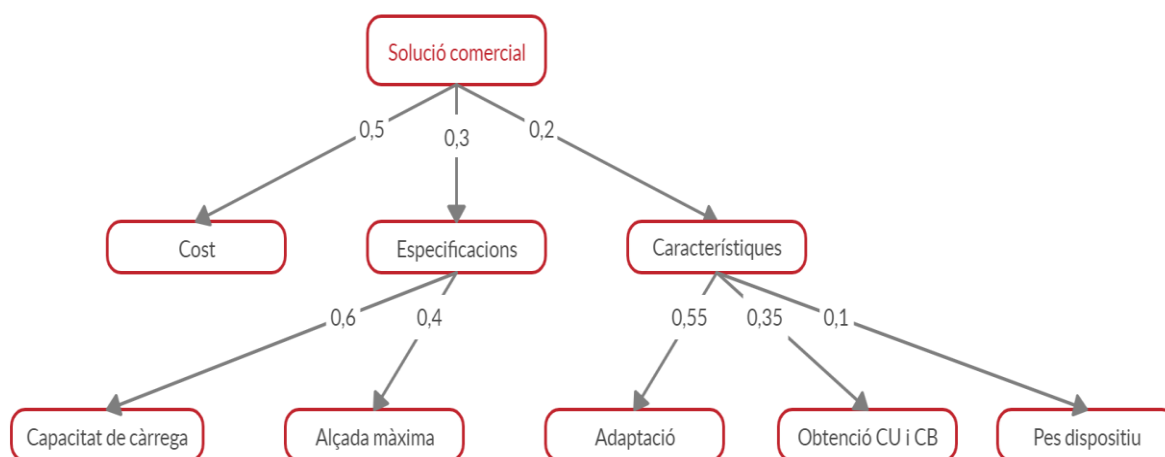 Solució comercial
0,5
0,3
0,2
Cost
Especificacions
Característiques
0,6
0,4
0,55
0,35
0,1
Capacitat de càrrega
Alçada màxima
Adaptació
Obtenció CU i CB
Pes dispositiu